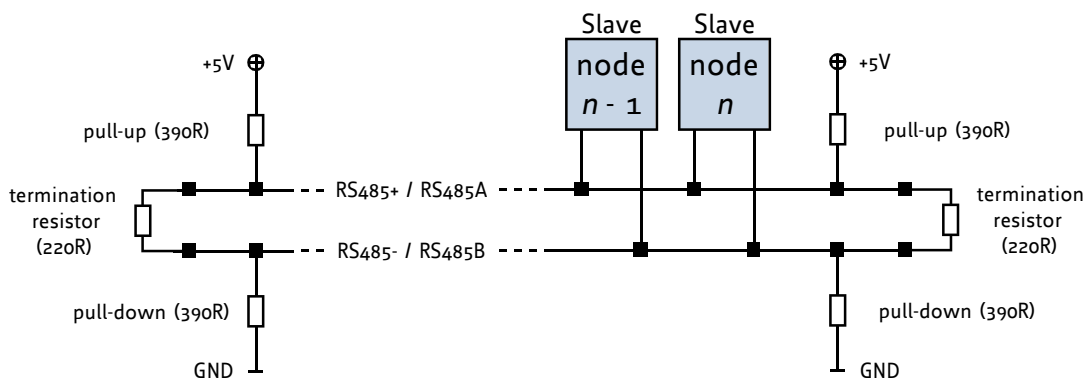 Slave
Slave
node
n - 1
node
n
+5V
+5V
pull-up (390R)
pull-up (390R)
termination
resistor
(220R)
RS485+ / RS485A
termination
resistor
(220R)
RS485- / RS485B
pull-down (390R)
pull-down (390R)
GND
GND